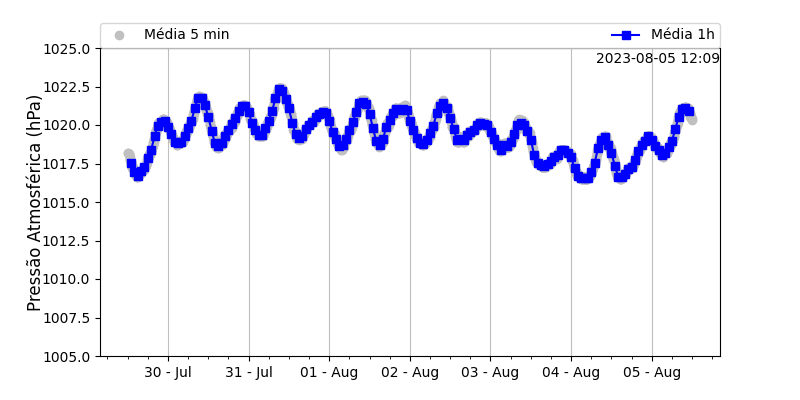 Média 5 min
Média 1h
2023-08-05 12:09
Pressão Atmosférica (hPa)
1025.0
1022.5
1020.0
1017.5
1015.0
1012.5
1010.0
1007.5
1005.0
30 - Jul
31 - Jul
01 - Aug
02 - Aug
03 - Aug
04 - Aug
05 - Aug